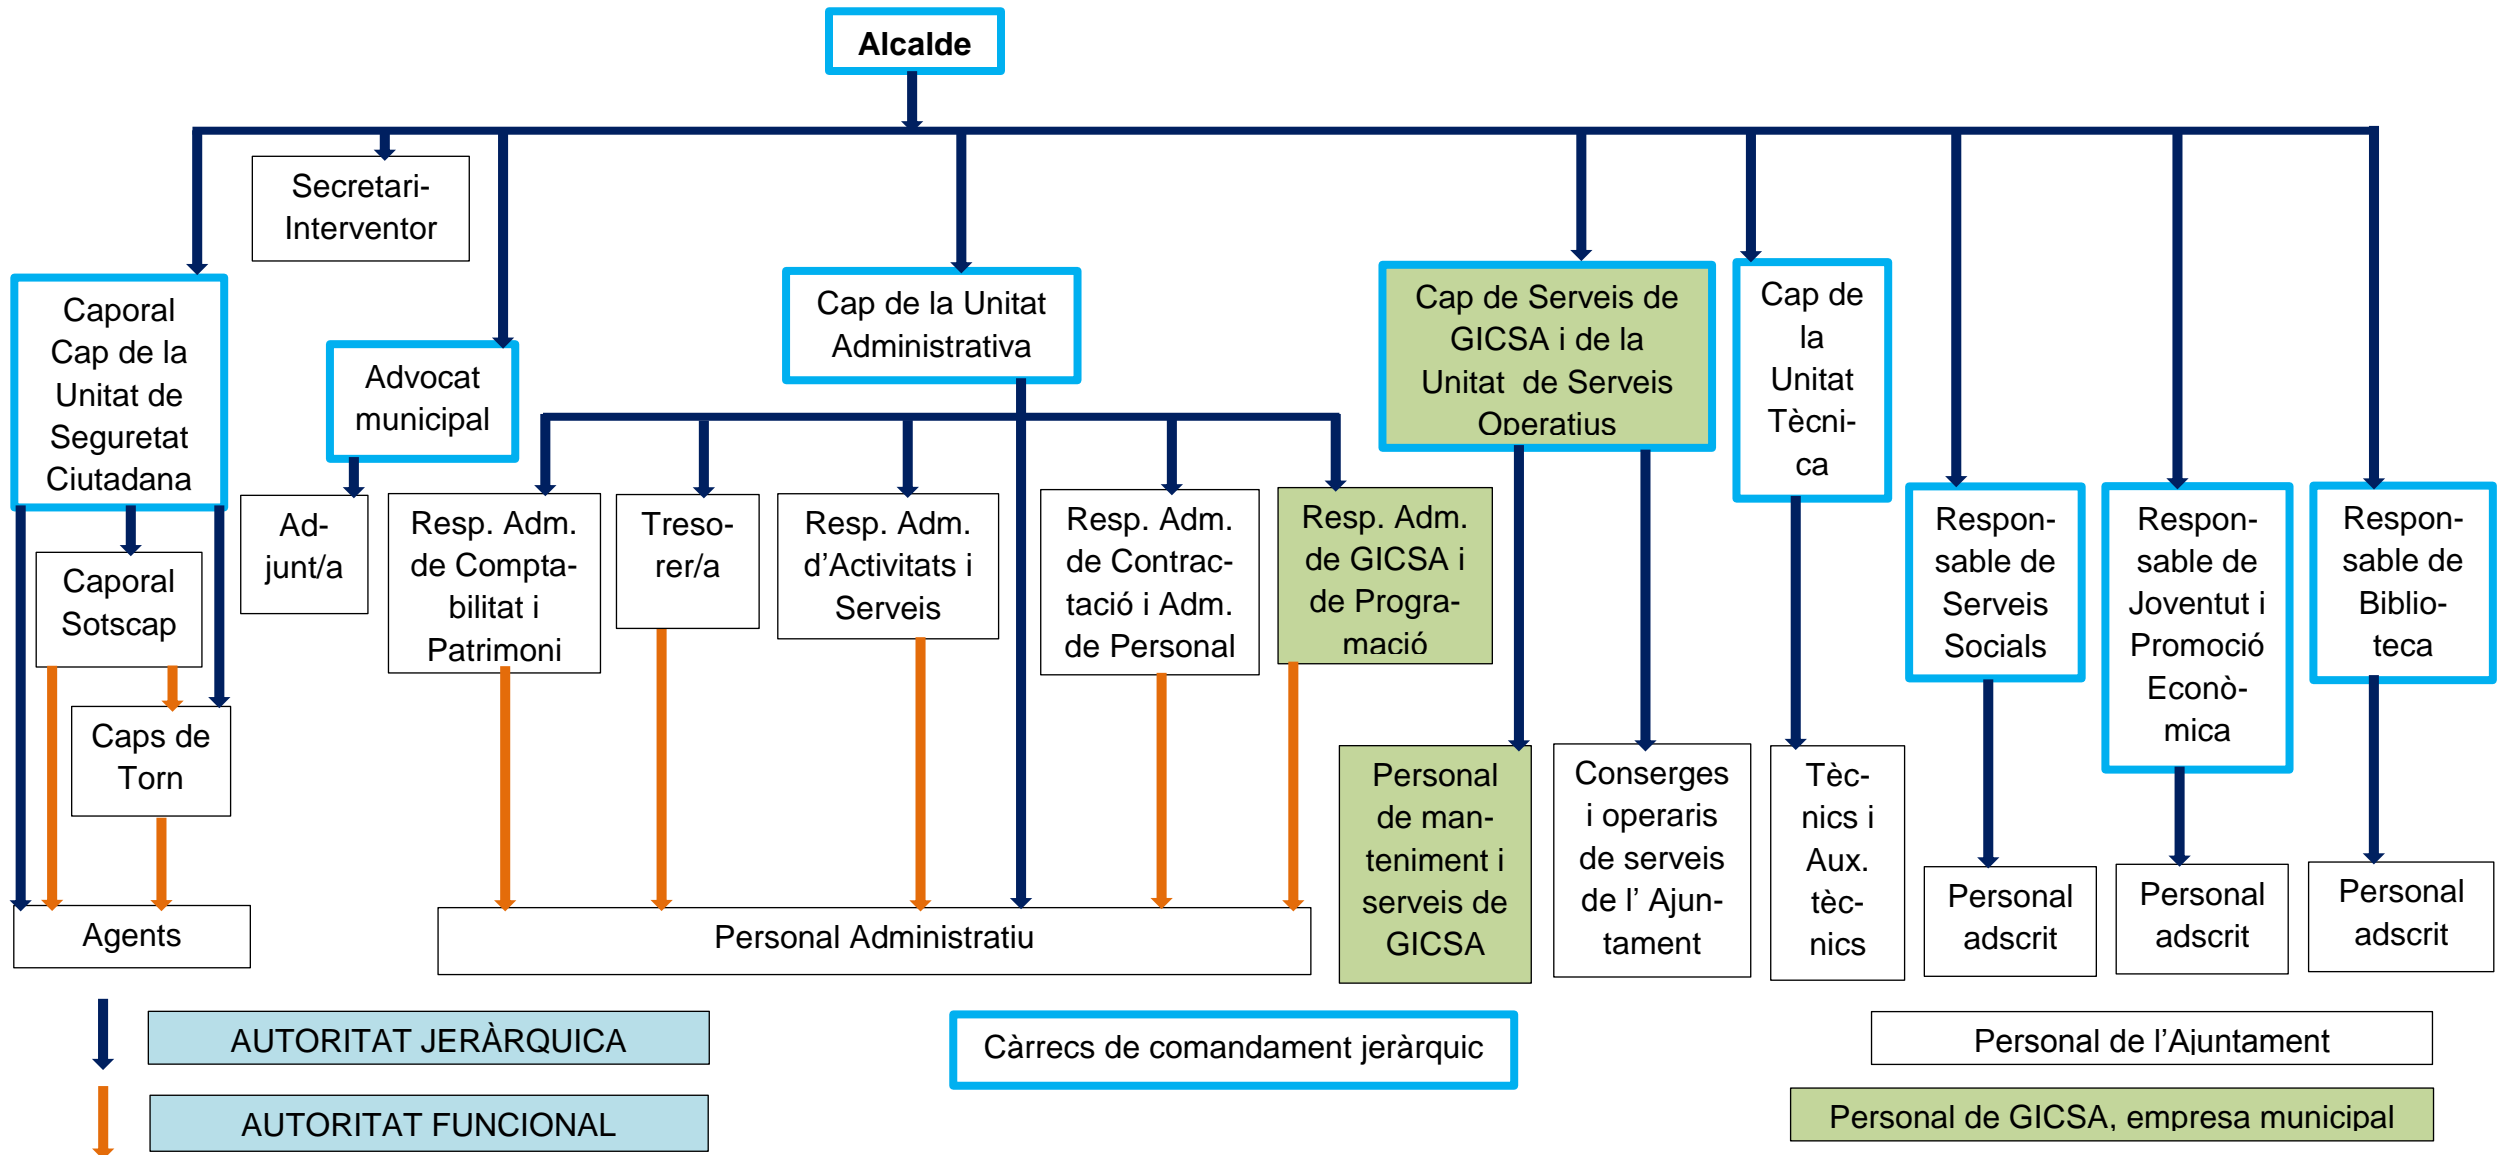 Alcalde
Secretari-
Interventor
Caporal
Cap de la
Unitat de
Seguretat
Ciutadana
Advocat
municipal
Cap de la Unitat
Administrativa
Cap de Serveis de
GICSA i de la
Unitat  de Serveis
Operatius
Cap de
la
Unitat
Tècni-
ca
Ad-
junt/a
Resp. Adm.
de Compta-
bilitat i
Patrimoni
Treso-
rer/a
Resp. Adm.
d’Activitats i
Serveis
Resp. Adm.
de Contrac-
tació i Adm.
de Personal
Resp. Adm.
de GICSA i
de Progra-
mació
Respon-
sable de
Serveis
Socials
Respon-
sable de
Joventut i
Promoció
Econò-
mica
Respon-
sable de
Biblio-
teca
Caporal
Sotscap
Caps de
Torn
Personal
de man-
teniment i
serveis de
GICSA
Conserges
i operaris
de serveis
de l’ Ajun-
tament
Tèc-
nics i
Aux.
tèc-
nics
Personal
adscrit
Personal
adscrit
Personal
adscrit
Agents
Personal Administratiu
AUTORITAT JERÀRQUICA
Càrrecs de comandament jeràrquic
Personal de l’Ajuntament
AUTORITAT FUNCIONAL
Personal de GICSA, empresa municipal